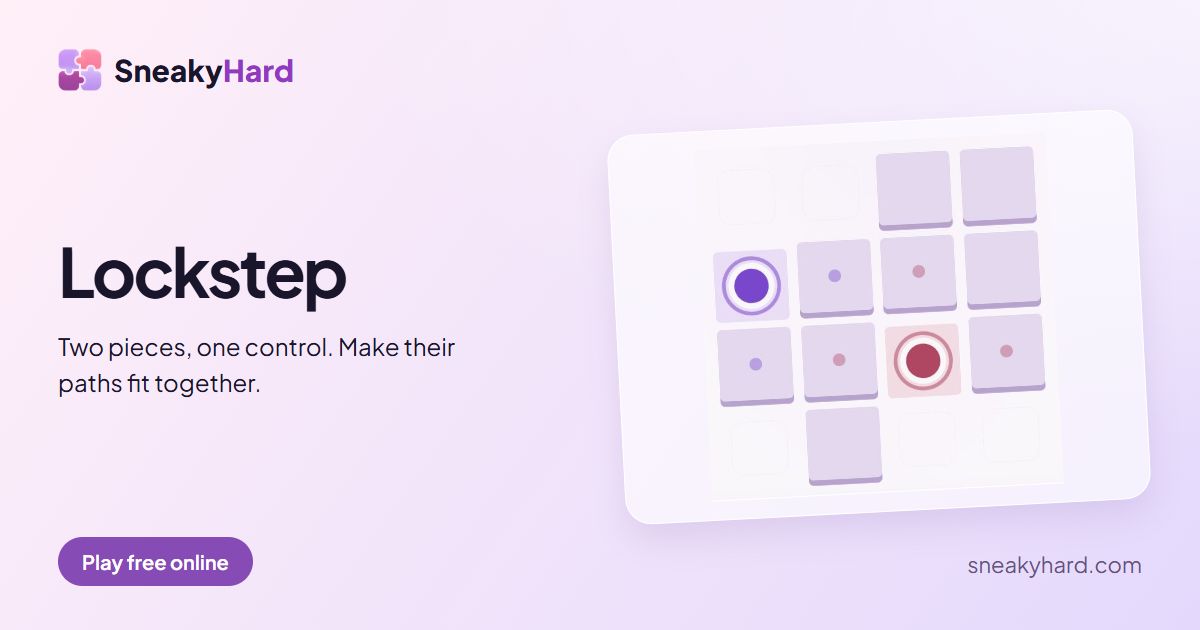 SneakyHard
Lockstep
Two pieces, one control. Make their
paths fit together.
Play free online
sneakyhard.com